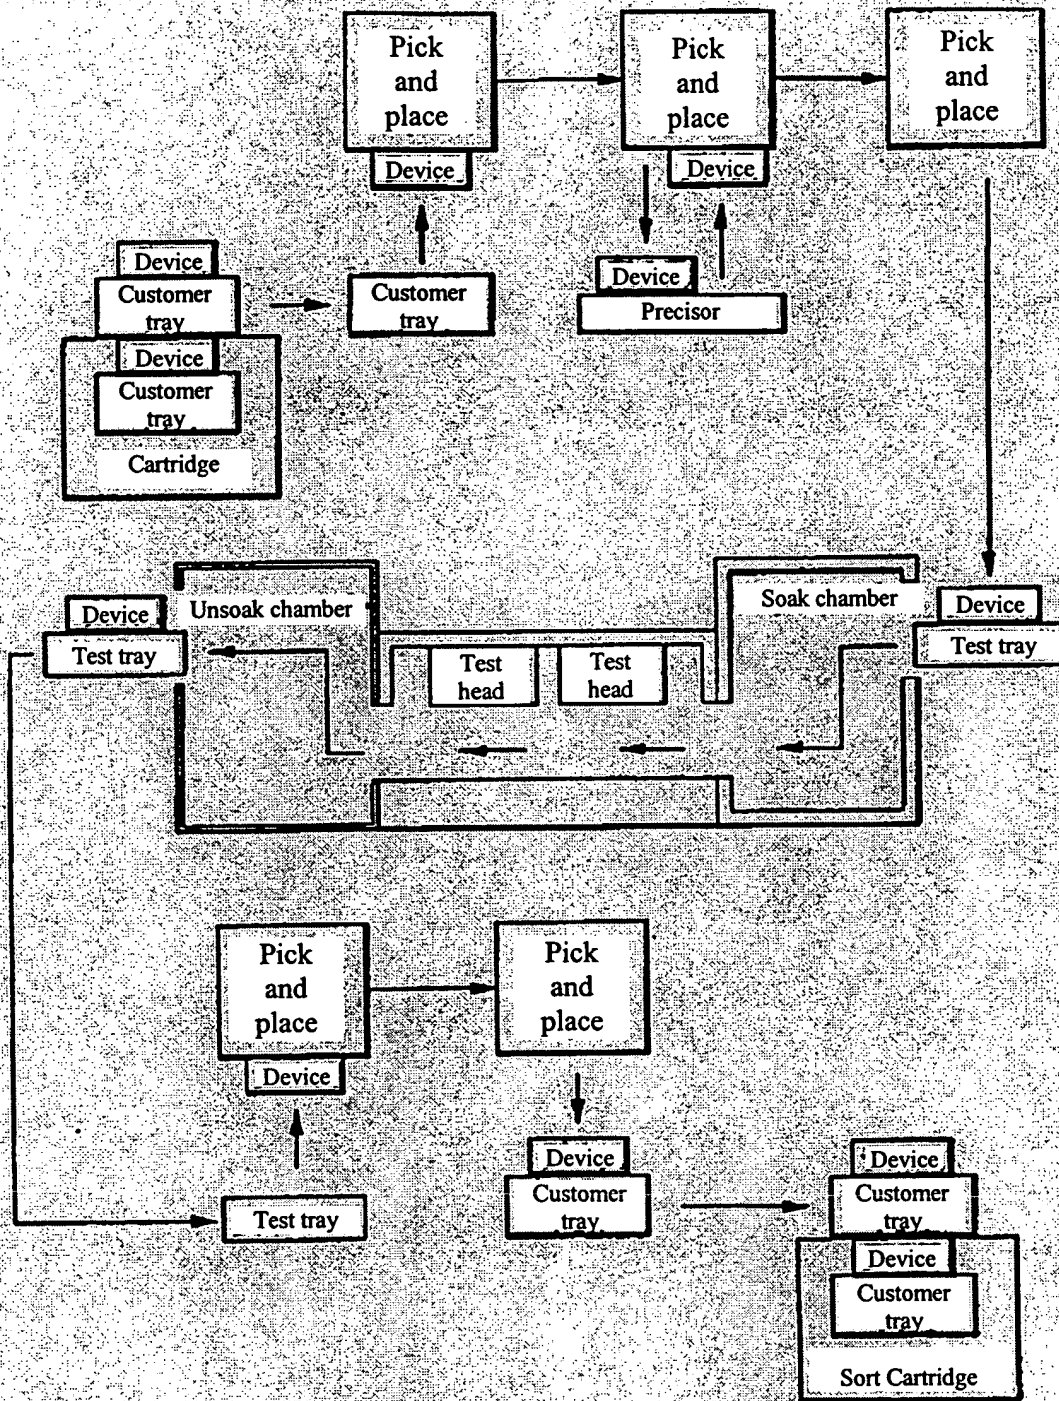 Pick
and
place
Device
Pick
and
place
Device
Pick
and
place
Device
Customer
tray
Device
Customer
tray
Cartridge
Customer
tray
Device
Precisor
Device
Test tray
Unsoak chamber
Test
head
Test
head
Soak chamber
Device
Test tray
Pick
and
place
Device
Pick
and
place
Test tray
Device
Customer
tray
Device
Customer
tray
Device
Customer
tray
Sort Cartridge